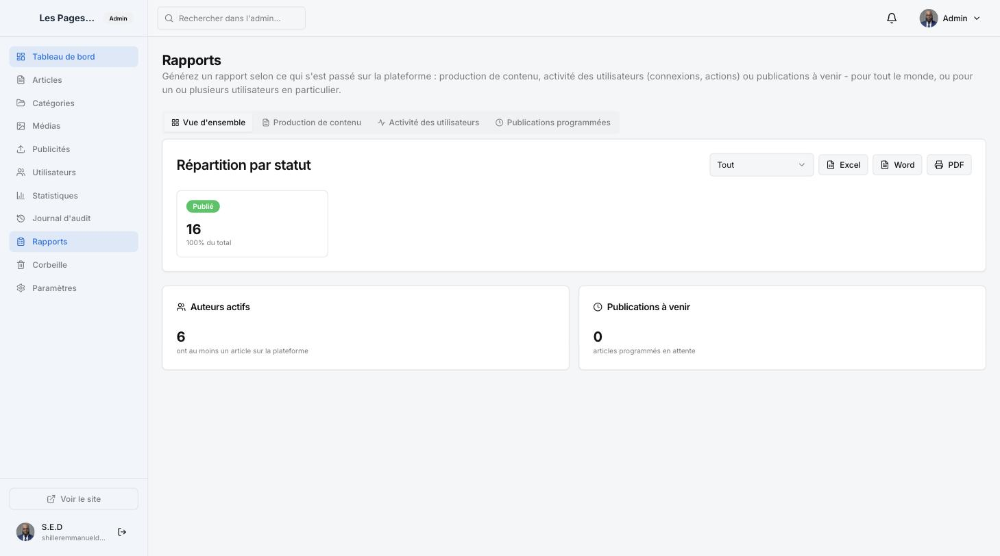 Les Pages...
Admin
Rechercher dans l'admin...
Admin
Tableau de bord
Articles
Catégories
Médias
Publicités
Utilisateurs
Statistiques
Journal d'audit
Rapports
Corbeille
Paramètres
Voir le site
S.E.D
shilleremmanueld...
Rapports
Générez un rapport selon ce qui s'est passé sur la plateforme : production de contenu, activité des utilisateurs (connexions, actions) ou publications à venir - pour tout le monde, ou pour
un ou plusieurs utilisateurs en particulier.
Vue d'ensemble
Production de contenu
Activité des utilisateurs
Publications programmées
Répartition par statut
Tout
Excel
Word
PDF
Publié
16
100% du total
Auteurs actifs
6
ont au moins un article sur la plateforme
Publications à venir
0
articles programmés en attente